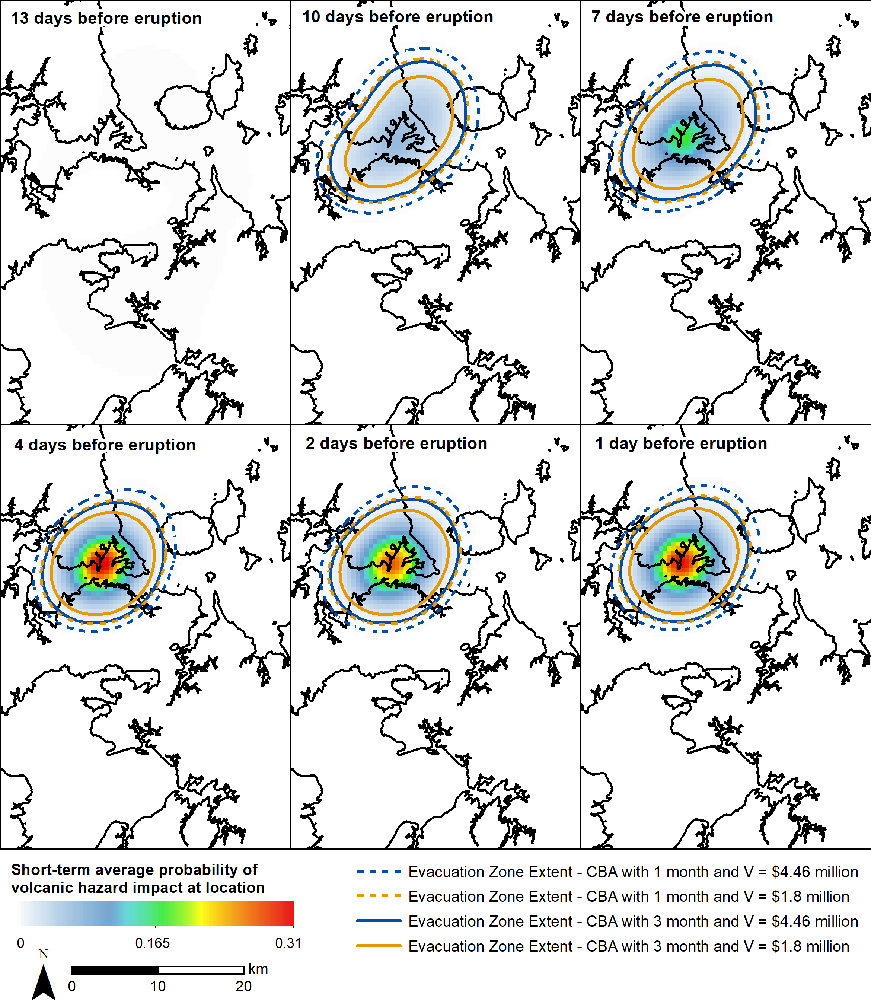 13 days before eruption
10 days before eruption
7 days before eruption
4 days before eruption
2 days before eruption
1 day before eruption
Short-term average probability of
volcanic hazard impact at location
0
0.165
0.31
N
km
0
10
20
Evacuation Zone Extent - CBA with 1 month and V = $4.46 million
Evacuation Zone Extent - CBA with 1 month and V = $1.8 million
Evacuation Zone Extent - CBA with 3 month and V = $4.46 million
Evacuation Zone Extent - CBA with 3 month and V = $1.8 million